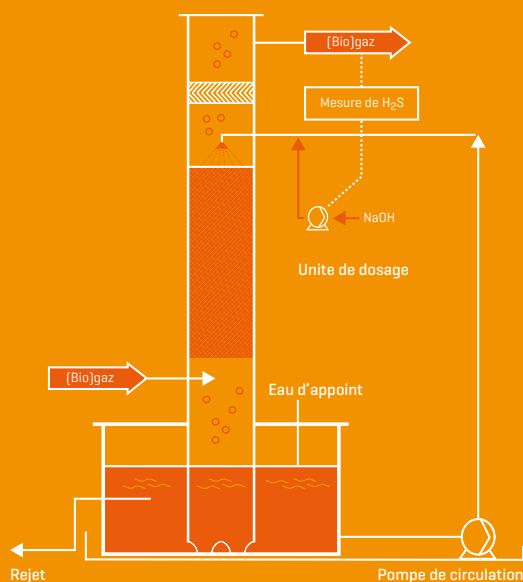 (Bio)gaz
Mesure de H₂S
NaOH
Unite de dosage
(Bio)gaz
Eau d'appoint
Rejet
Pompe de circulation